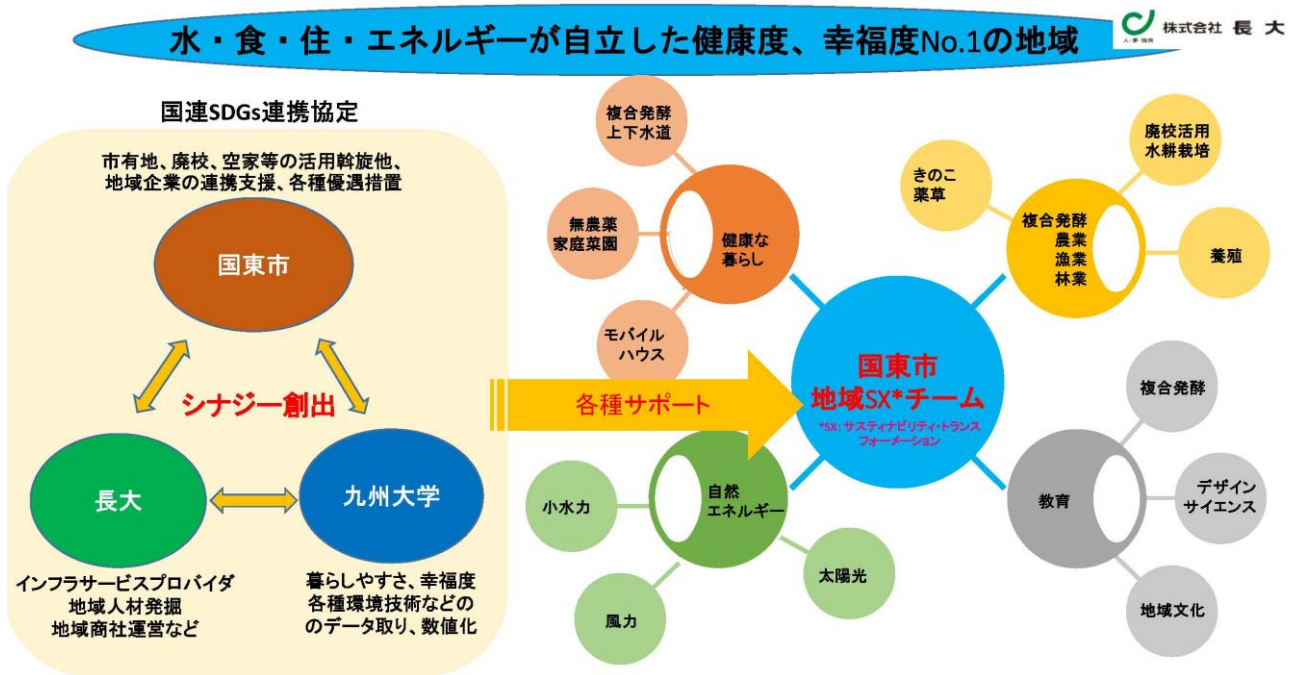 水・食・住・エネルギーが自立した健康度、幸福度No.1の地域
人・夢・技術
株式会社 長大
国連SDGs連携協定
市有地、廃校、空家等の活用斡旋他、
地域企業の連携支援、各種優遇措置
国東市
シナジー創出
長大
九州大学
インフラサービスプロバイダ
地域人材発掘
地域商社運営など
暮らしやすさ、幸福度
各種環境技術などの
のデータ取り、数値化
各種サポート
複合発酵
上下水道
無農薬
家庭菜園
モバイル
ハウス
健康な
暮らし
きのこ
薬草
廃校活用
水耕栽培
養殖
複合発酵
農業
漁業
林業
国東市
地域SX*チーム
*SX:サスティナビリティ・トランス
フォーメーション
小水力
風力
太陽光
自然
エネルギー
教育
複合発酵
デザイン
サイエンス
地域文化